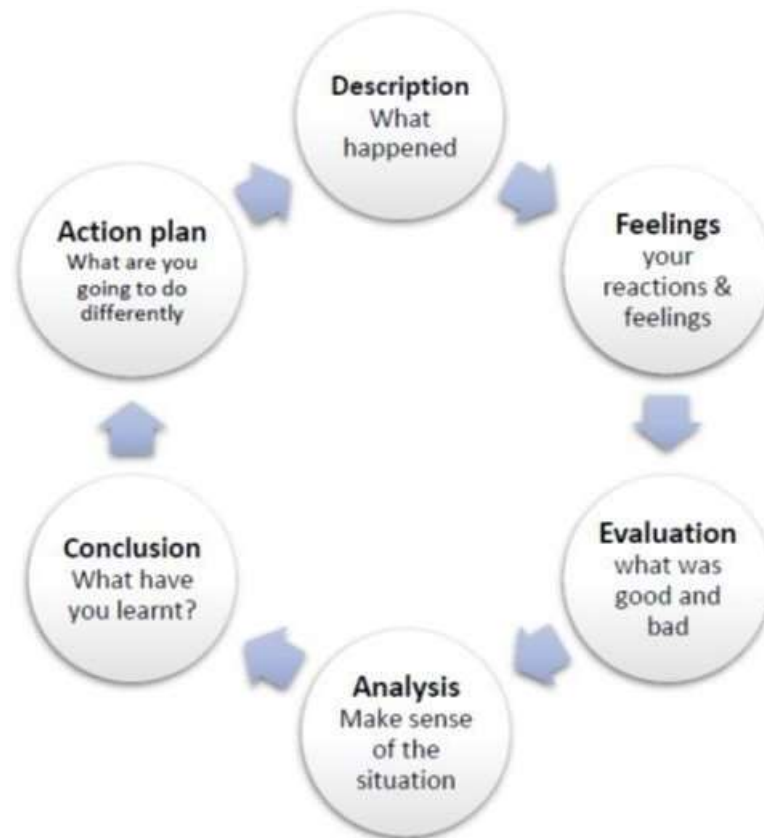 Description
What
happened
Feelings
your
reactions &
feelings
Evaluation
what was
good and
bad
Analysis
Make sense
of the
situation
Conclusion
What have
you learnt?
Action plan
What are you
going to do
differently